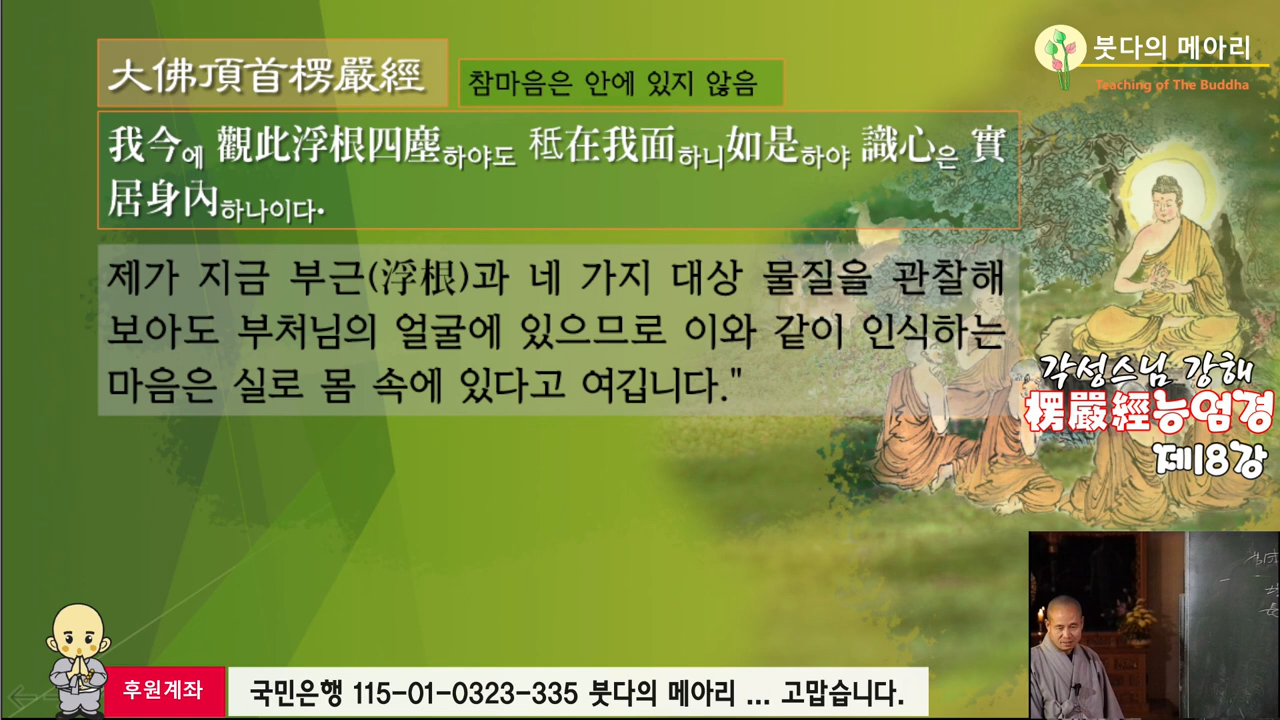 大佛頂首楞嚴經
참마음은 안에 있지 않음
我今에 觀此浮根四塵하야도 秖在我面하니如是하야 識心은 實
居身內하나이다.
제가 지금 부근(浮根)과 네 가지 대상 물질을 관찰해
보아도 부처님의 얼굴에 있으므로 이와 같이 인식하는
마음은 실로 몸 속에 있다고 여깁니다."
붓다의 메아리
Teaching of The Buddha
각성스님 강해
楞嚴經능엄경
제18강
후원계좌
국민은행 115-01-0323-335 붓다의 메아리 ... 고맙습니다.